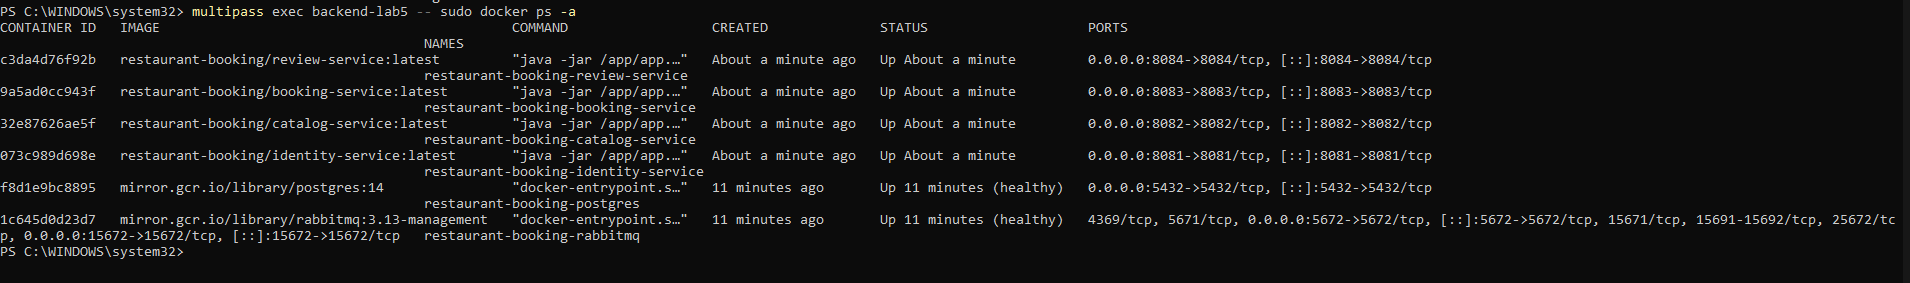 PS C:\WINDOWS\system32> multipass exec backend-lab5 -- sudo docker ps -a
CONTAINER ID   IMAGE                                            COMMAND                  CREATED              STATUS                    PORTS
                                                     NAMES
c3da4d76f92b   restaurant-booking/review-service:latest         "java -jar /app/app.…"   About a minute ago   Up About a minute         0.0.0.0:8084->8084/tcp, [::]:8084->8084/tcp
                                                     restaurant-booking-review-service
9a5ad0cc943f   restaurant-booking/booking-service:latest        "java -jar /app/app.…"   About a minute ago   Up About a minute         0.0.0.0:8083->8083/tcp, [::]:8083->8083/tcp
                                                     restaurant-booking-booking-service
32e87626ae5f   restaurant-booking/catalog-service:latest        "java -jar /app/app.…"   About a minute ago   Up About a minute         0.0.0.0:8082->8082/tcp, [::]:8082->8082/tcp
                                                     restaurant-booking-catalog-service
073c989d698e   restaurant-booking/identity-service:latest       "java -jar /app/app.…"   About a minute ago   Up About a minute         0.0.0.0:8081->8081/tcp, [::]:8081->8081/tcp
                                                     restaurant-booking-identity-service
f8d1e9bc8895   mirror.gcr.io/library/postgres:14                "docker-entrypoint.s…"   11 minutes ago       Up 11 minutes (healthy)   0.0.0.0:5432->5432/tcp, [::]:5432->5432/tcp
                                                     restaurant-booking-postgres
1c645d0d23d7   mirror.gcr.io/library/rabbitmq:3.13-management   "docker-entrypoint.s…"   11 minutes ago       Up 11 minutes (healthy)   4369/tcp, 5671/tcp, 0.0.0.0:5672->5672/tcp, [::]:5672->5672/tcp, 15671/tcp, 15691-15692/tcp, 25672/tc
p, 0.0.0.0:15672->15672/tcp, [::]:15672->15672/tcp   restaurant-booking-rabbitmq
PS C:\WINDOWS\system32>